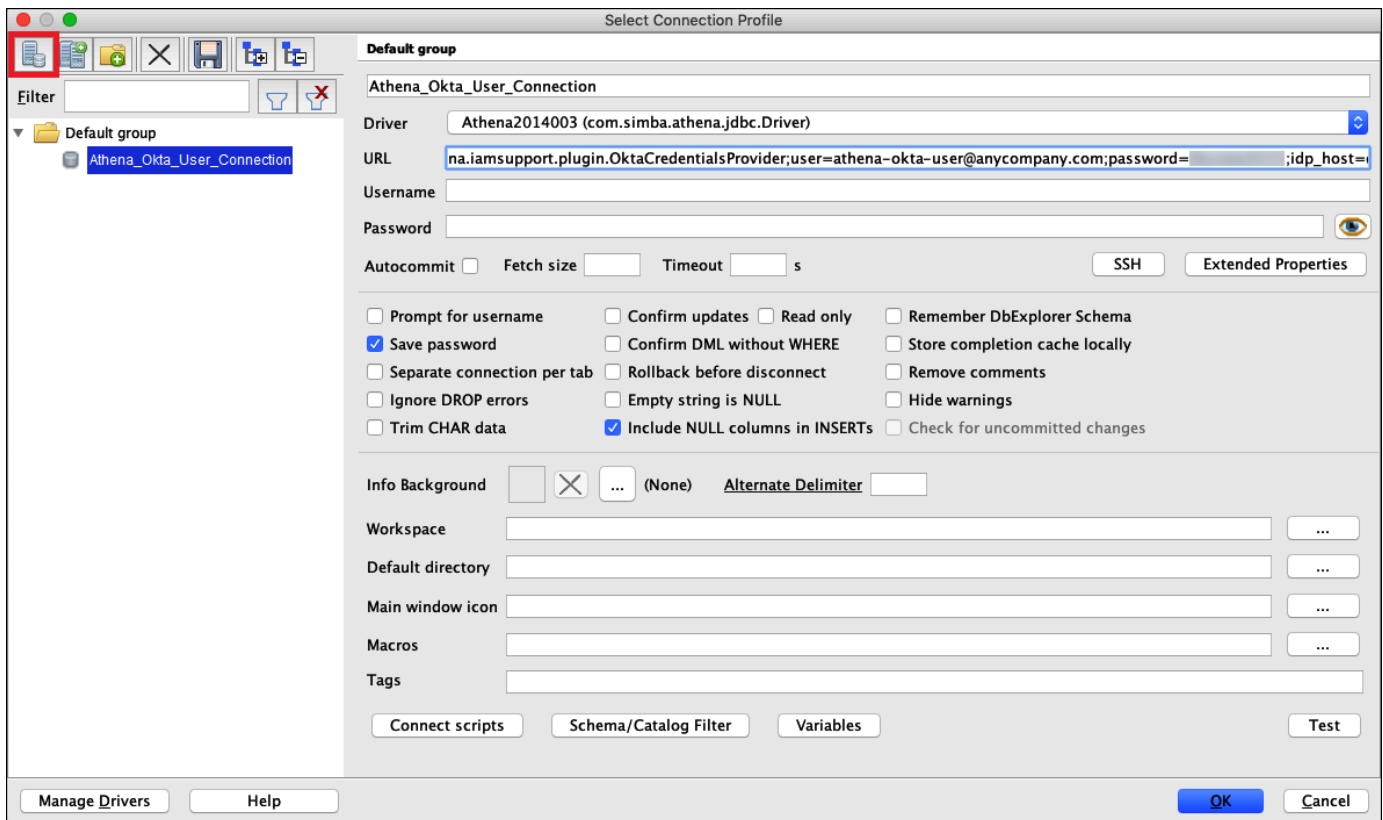 Select Connection Profile
Filter
Default group
Athena_Okta_User_Connection
Default group
Athena_Okta_User_Connection
Driver Athena2014003 (com.simba.athena.jdbc.Driver)
URL na.iamsupport.plugin.OktaCredentialsProvider;user=athena-okta-user@anycompany.com;password= ;idp_host=
Username
Password
Autocommit Fetch size Timeout s SSH Extended Properties
Prompt for username Confirm updates Read only Remember DbExplorer Schema
Save password Confirm DML without WHERE Store completion cache locally
Separate connection per tab Rollback before disconnect Remove comments
Ignore DROP errors Empty string is NULL Hide warnings
Trim CHAR data Include NULL columns in INSERTs Check for uncommitted changes
Info Background ... (None) Alternate Delimiter
Workspace ...
Default directory ...
Main window icon ...
Macros ...
Tags
Connect scripts Schema/Catalog Filter Variables Test
Manage Drivers Help OK Cancel